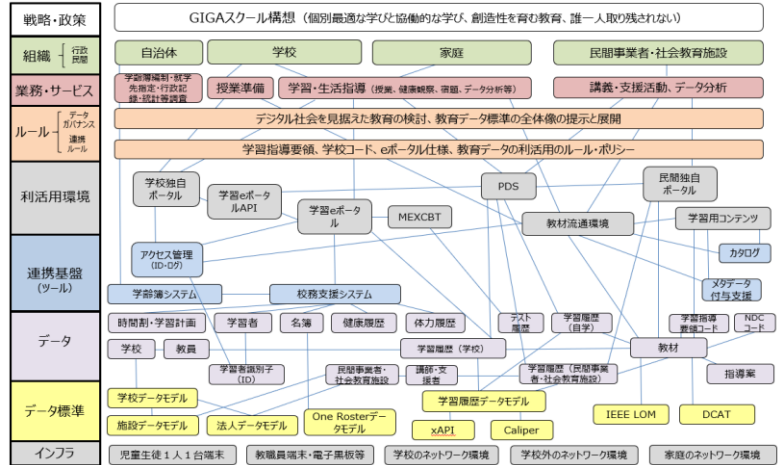 戦略・政策
GIGAスクール構想（個別最適な学びと協働的な学び、創造性を育む教育、誰一人取り残されない）
組織
行政
民間
自治体
学校
家庭
民間事業者・社会教育施設
業務・サービス
学齢簿編制・就学
先指定・行政記
録・統計等調査
授業準備
学習・生活指導（授業、健康観察、宿題、データ分析等）
講義・支援活動、データ分析
ルール
データ
ガバナンス
連携
ルール
デジタル社会を見据えた教育の検討、教育データ標準の全体像の提示と展開
学習指導要領、学校コード、eポータル仕様、教育データの利活用のルール・ポリシー
利活用環境
学校独自
ポータル
学習eポー
タルAPI
学習eポータ
ル
MEXCBT
PDS
教材流通環境
民間独自
ポータル
学習用コンテンツ
連携基盤
（ツール）
アクセス管理
（ID-ログ）
カタログ
メタデータ
付与支援
学齢簿システム
校務支援システム
データ
時間割・学習計画
学習者
名簿
健康履歴
体力履歴
テスト
履歴
学習履歴
（自学）
学習指導
要領コード
NDC
コード
学校
教員
学習履歴（学校）
教材
学習者識別子
（ID）
民間事業者・
社会教育施設
講師・支
援者
学習履歴（民間事業
者・社会教育施設）
指導案
データ標準
学校データモデル
施設データモデル
法人データモデル
One Rosterデー
タモデル
学習履歴データモデル
xAPI
Caliper
IEEE LOM
DCAT
インフラ
児童生徒１人１台端末
教職員端末・電子黒板等
学校のネットワーク環境
学校外のネットワーク環境
家庭のネットワーク環境